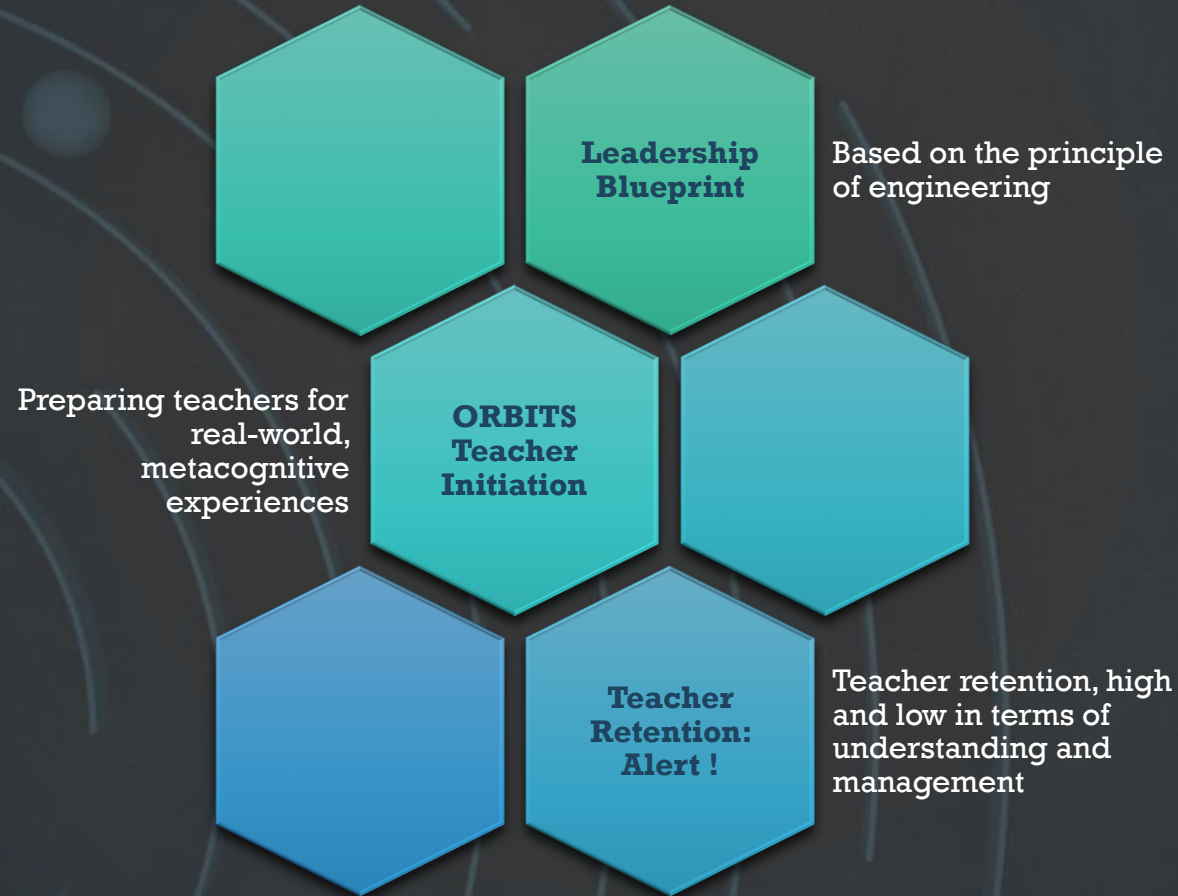 Leadership
Blueprint
Based on the principle
of engineering
Preparing teachers for
real-world,
metacognitive
experiences
ORBITS
Teacher
Initiation
Teacher
Retention:
Alert !
Teacher retention, high
and low in terms of
understanding and
management